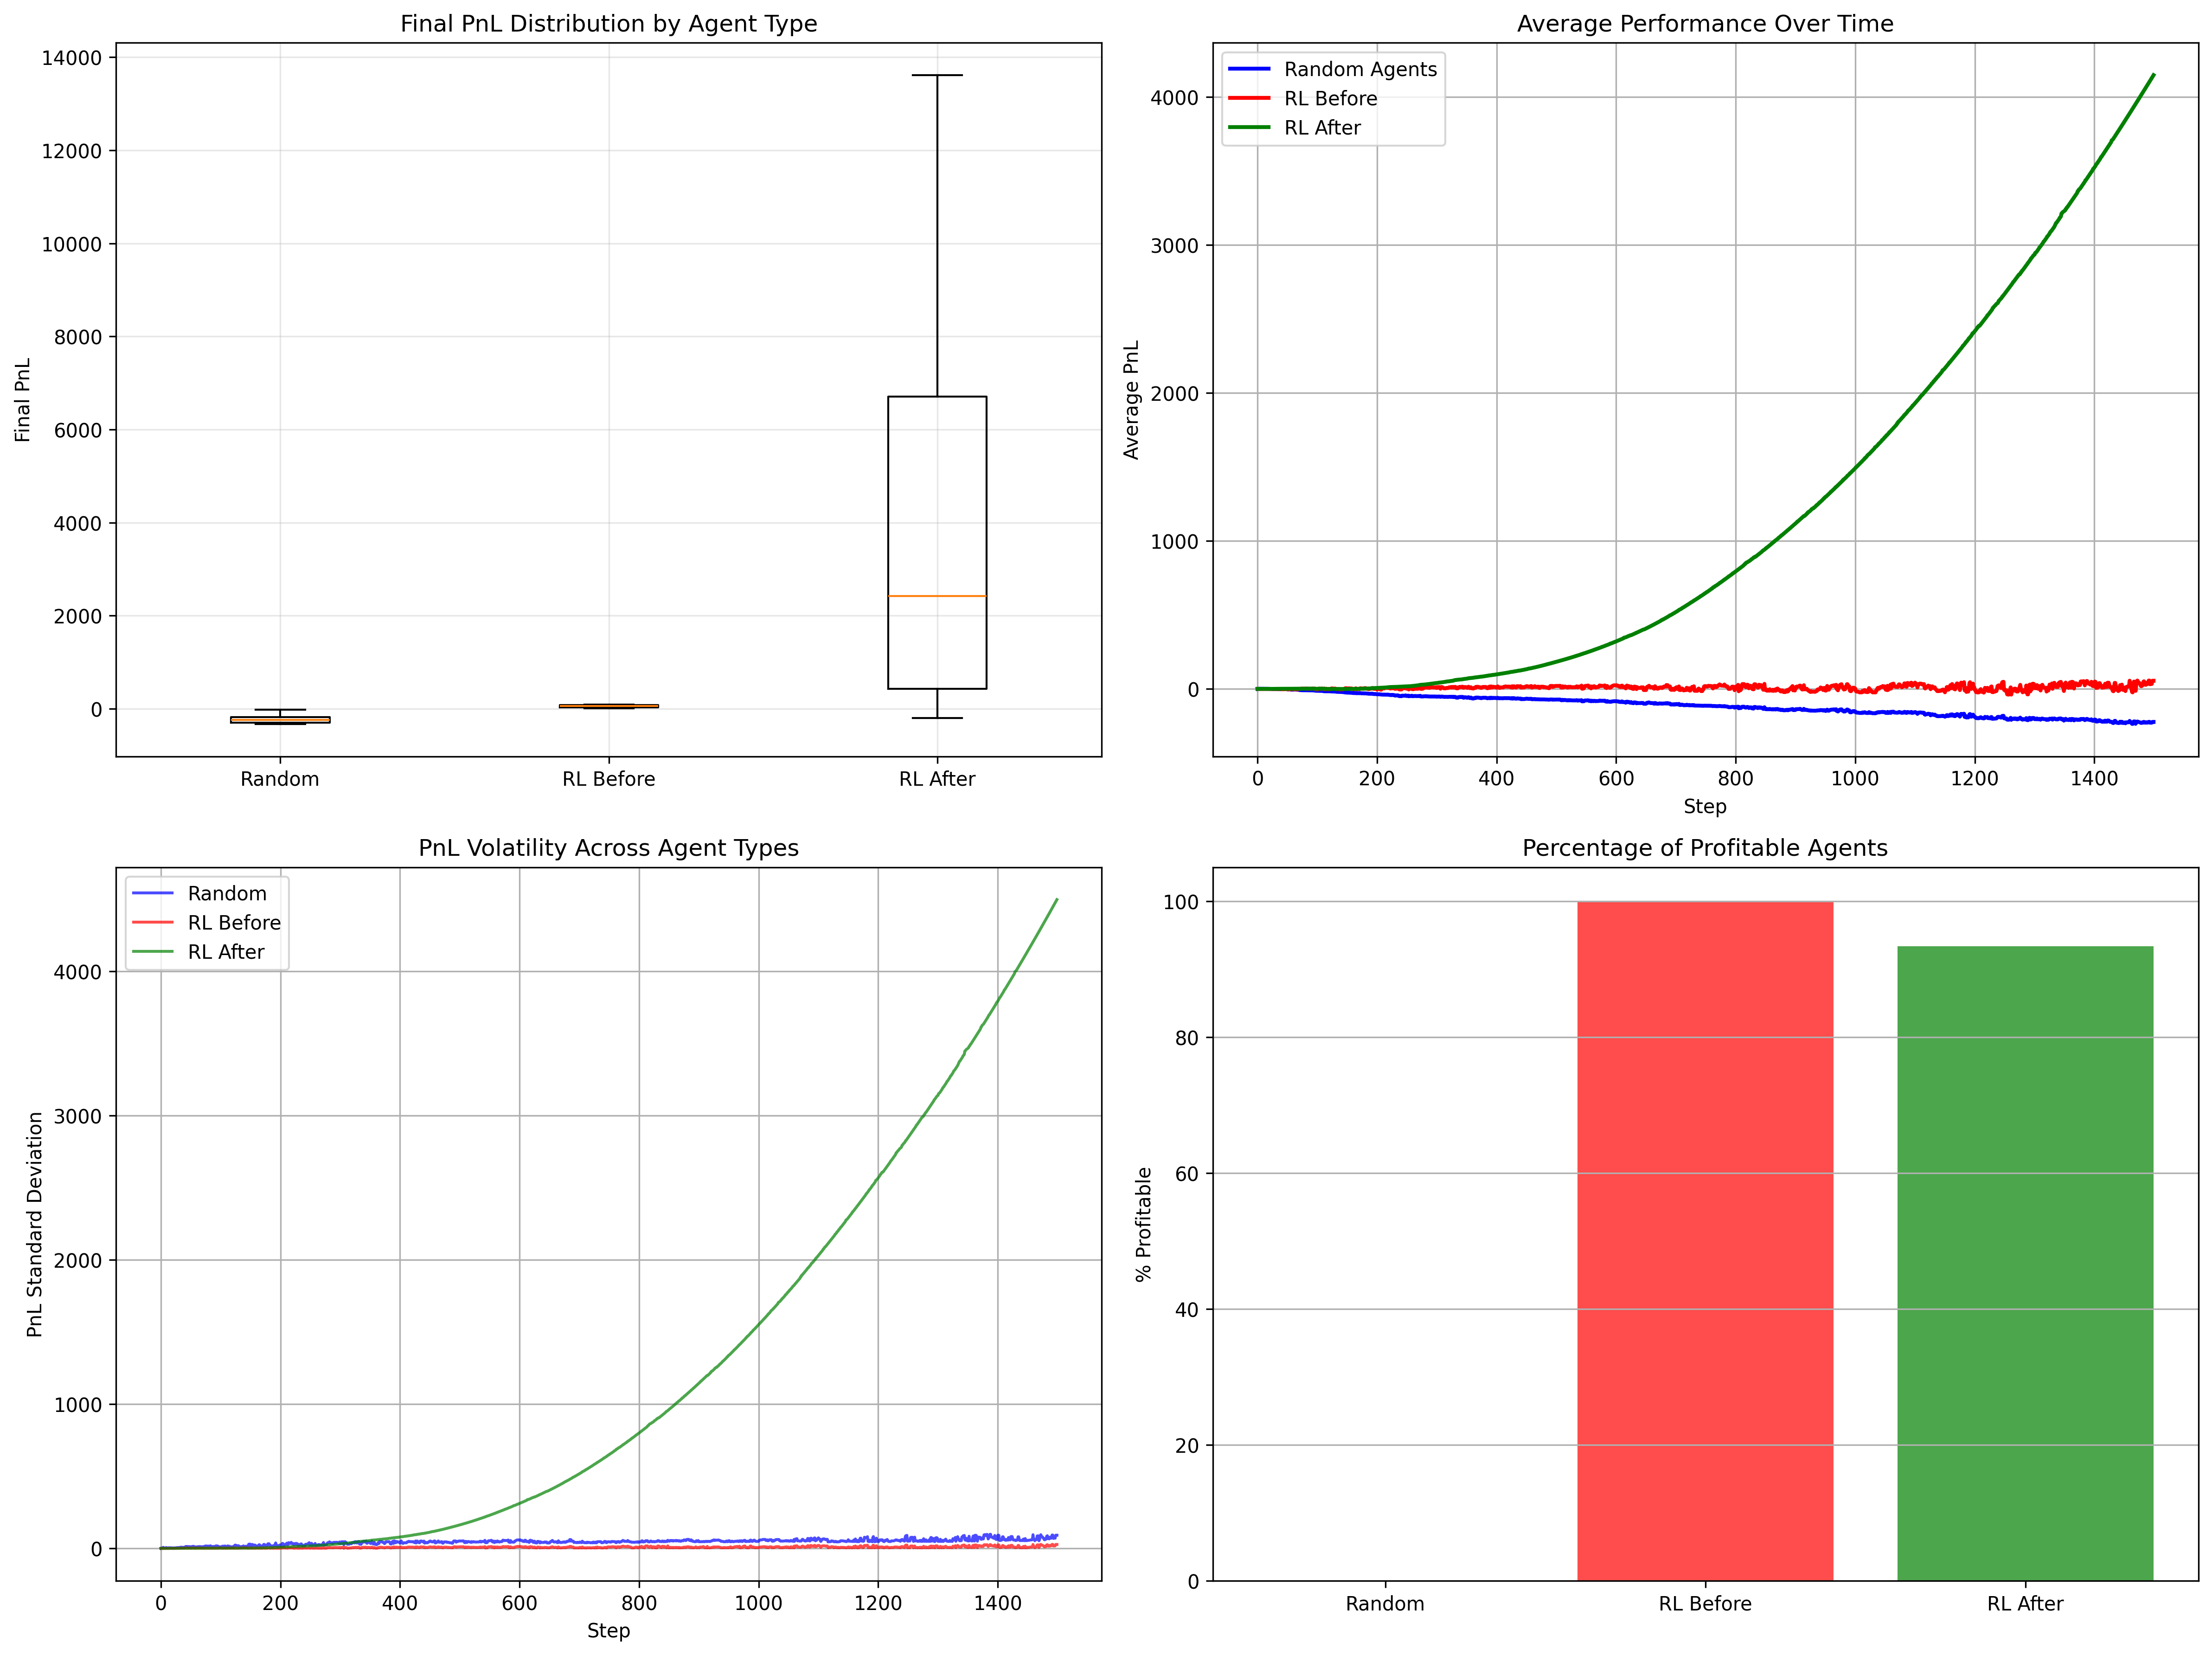 Final PnL Distribution by Agent Type
14000
12000
10000
8000
6000
4000
2000
0
Final PnL
Random
RL Before
RL After
Average Performance Over Time
Random Agents
RL Before
RL After
4000
3000
2000
1000
0
Average PnL
0 200 400 600 800 1000 1200 1400
Step
PnL Volatility Across Agent Types
Random
RL Before
RL After
4000
3000
2000
1000
0
PnL Standard Deviation
0 200 400 600 800 1000 1200 1400
Step
Percentage of Profitable Agents
100
80
60
40
20
0
% Profitable
Random
RL Before
RL After